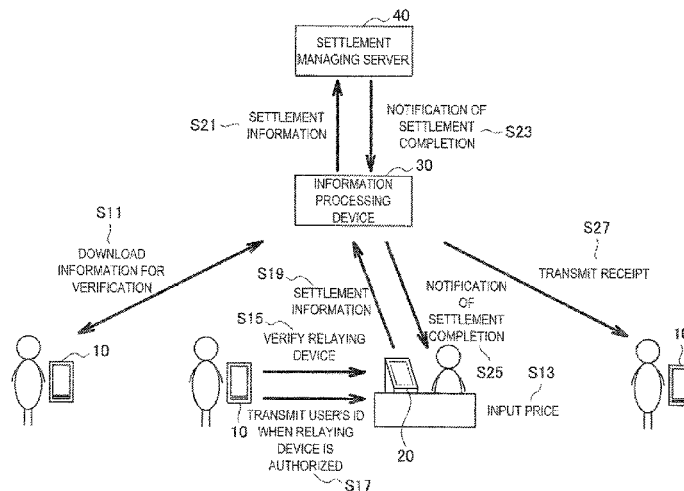 40
SETTLEMENT
MANAGING SERVER
S21
SETTLEMENT
INFORMATION
NOTIFICATION OF
SETTLEMENT
COMPLETION
S23
30
INFORMATION
PROCESSING
DEVICE
S11
DOWNLOAD
INFORMATION FOR
VERIFICATION
S27
TRANSMIT RECEIPT
S19
SETTLEMENT
INFORMATION
NOTIFICATION
OF
SETTLEMENT
COMPLETION
S25
S15
VERIFY RELAYING
DEVICE
10
10
TRANSMIT USER'S ID
WHEN RELAYING
DEVICE IS
AUTHORIZED
S17
20
S13
INPUT PRICE